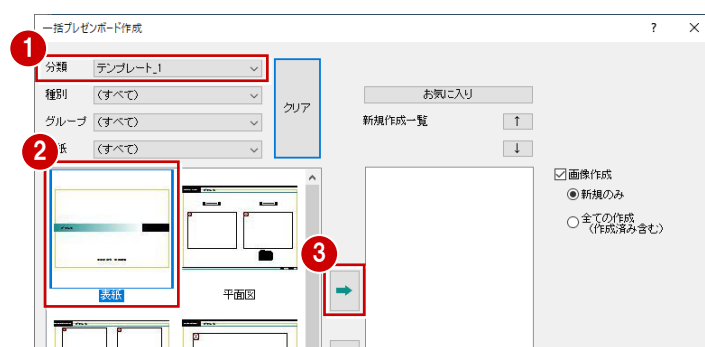 一括プレゼンボード作成
? ×
1
分類 テンプレート_1
種別 (すべて)
グループ (すべて)
紙 (すべて)
クリア
お気に入り
新規作成一覧 ↑
↓
2
画像作成
新規のみ
全ての作成
(作成済み含む)
3
表紙
平面図
→